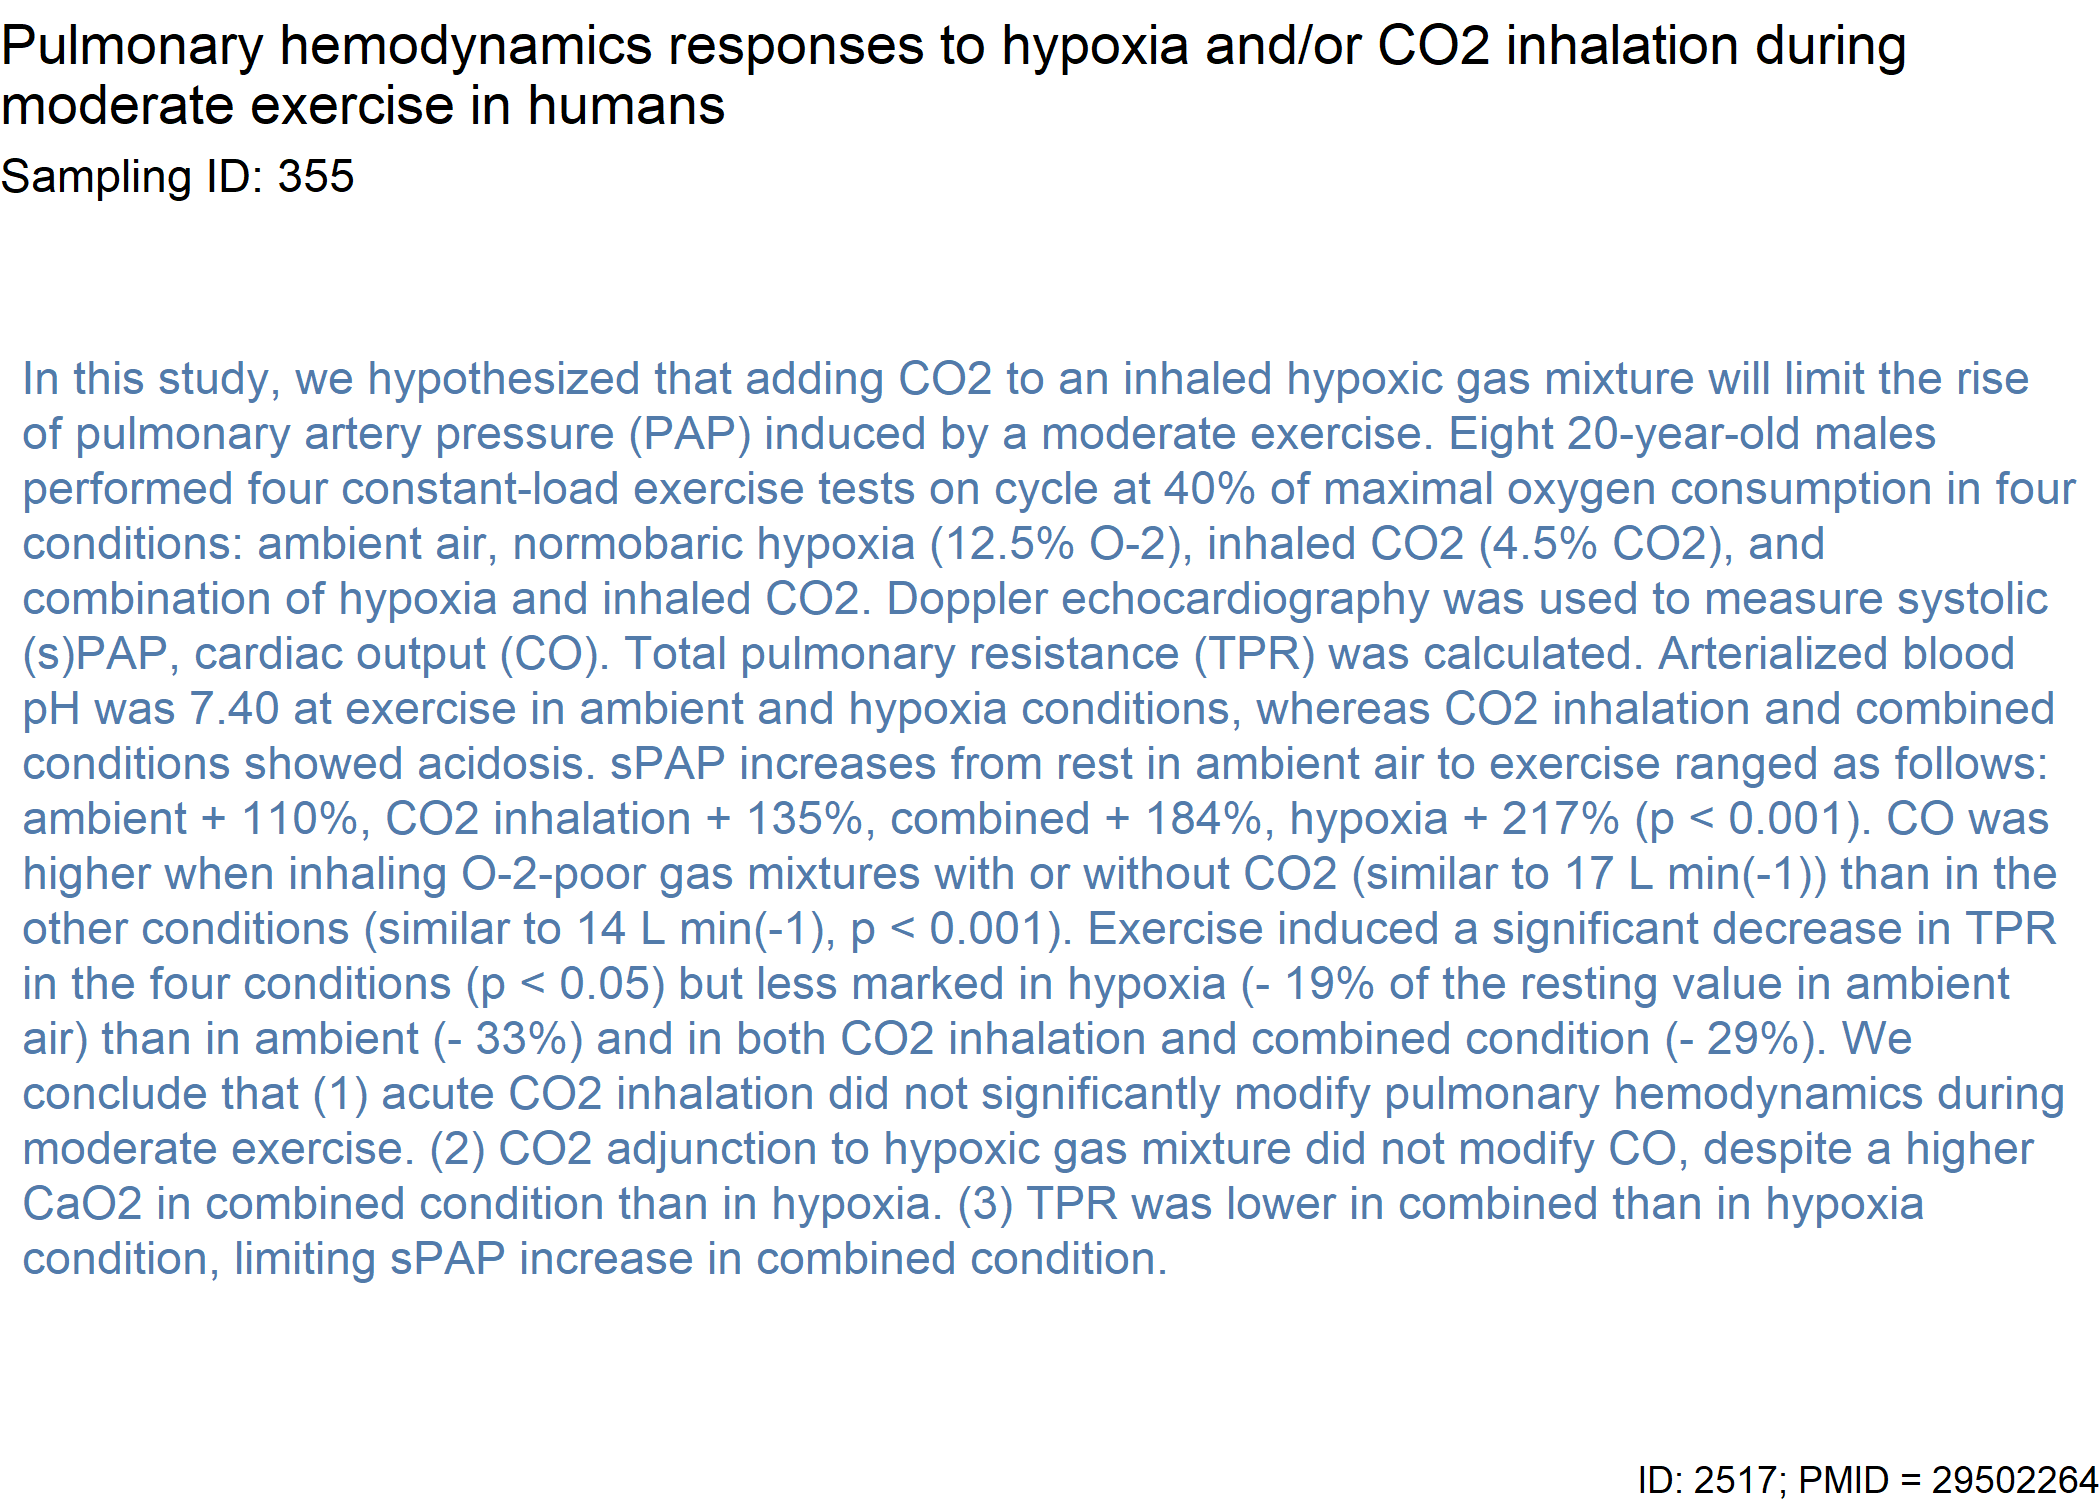 Pulmonary hemodynamics responses to hypoxia and/or CO2 inhalation during
moderate exercise in humans
Sampling ID: 355
In this study, we hypothesized that adding CO2 to an inhaled hypoxic gas mixture will limit the rise
of pulmonary artery pressure (PAP) induced by a moderate exercise. Eight 20-year-old males
performed four constant-load exercise tests on cycle at 40% of maximal oxygen consumption in four
conditions: ambient air, normobaric hypoxia (12.5% O-2), inhaled CO2 (4.5% CO2), and
combination of hypoxia and inhaled CO2. Doppler echocardiography was used to measure systolic
(s)PAP, cardiac output (CO). Total pulmonary resistance (TPR) was calculated. Arterialized blood
pH was 7.40 at exercise in ambient and hypoxia conditions, whereas CO2 inhalation and combined
conditions showed acidosis. sPAP increases from rest in ambient air to exercise ranged as follows:
ambient + 110%, CO2 inhalation + 135%, combined + 184%, hypoxia + 217% (p < 0.001). CO was
higher when inhaling O-2-poor gas mixtures with or without CO2 (similar to 17 L min(-1)) than in the
other conditions (similar to 14 L min(-1), p < 0.001). Exercise induced a significant decrease in TPR
in the four conditions (p < 0.05) but less marked in hypoxia (- 19% of the resting value in ambient
air) than in ambient (- 33%) and in both CO2 inhalation and combined condition (- 29%). We
conclude that (1) acute CO2 inhalation did not significantly modify pulmonary hemodynamics during
moderate exercise. (2) CO2 adjunction to hypoxic gas mixture did not modify CO, despite a higher
CaO2 in combined condition than in hypoxia. (3) TPR was lower in combined than in hypoxia
condition, limiting sPAP increase in combined condition.
ID: 2517; PMID = 29502264